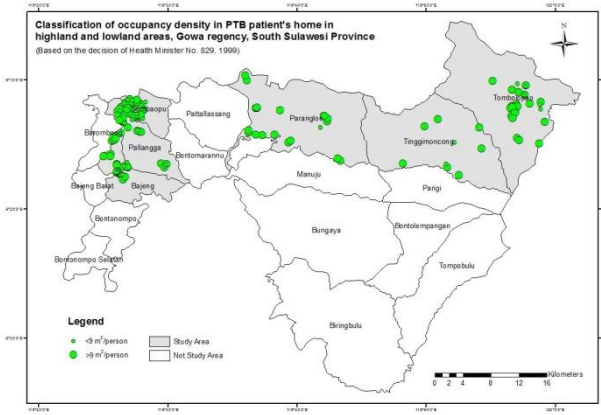 Classification of occupancy density in PTB patient's home in
highland and lowland areas, Gowa regency, South Sulawesi Province
(Based on the decision of Health Minister No. 829, 1999)
N
Pattallassang
Parangloe
Tinggimoncong
Barombong
Pallangga
Bontomarannu
Manuju
Parigi
Bajeng Barat
Bajeng
Bontonompo
Bungaya
Bontolempangan
Bontonompo Selatan
Tompobulu
Biringbulu
Legend
<9 m²/person
Study Area
>9 m²/person
Not Study Area
Kilometers
0 2 4 8 12 16